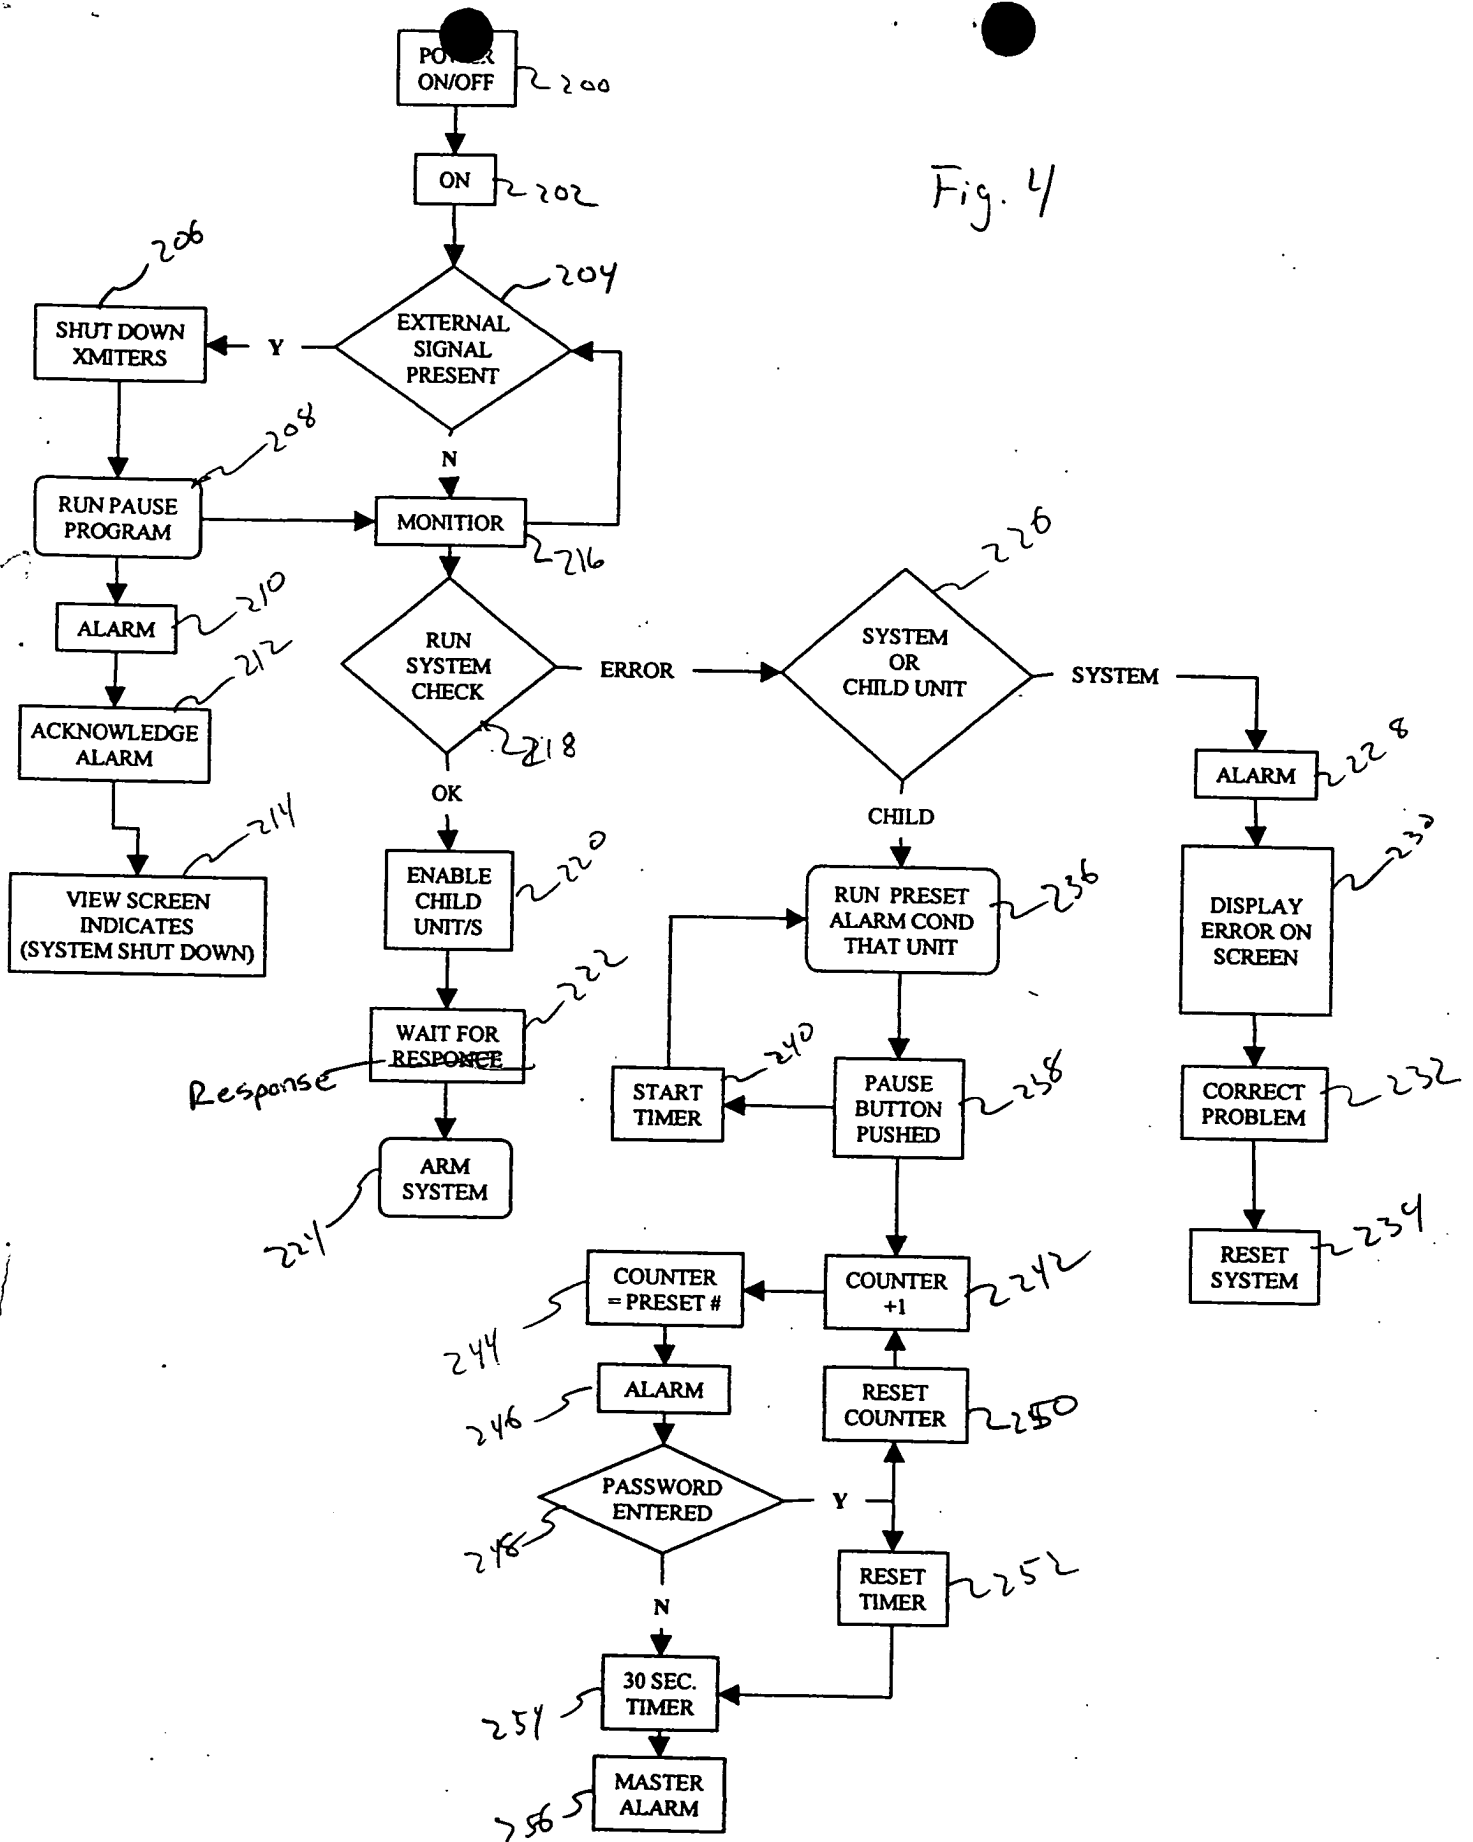 POWER
ON/OFF
200
ON
202
Fig. 4
206
204
SHUT DOWN
XMITERS
Y
EXTERNAL
SIGNAL
PRESENT
208
N
RUN PAUSE
PROGRAM
MONITIOR
216
210
ALARM
212
ACKNOWLEDGE
ALARM
214
VIEW SCREEN
INDICATES
(SYSTEM SHUT DOWN)
RUN
SYSTEM
CHECK
218
ERROR
226
SYSTEM
OR
CHILD UNIT
SYSTEM
OK
CHILD
ALARM
228
220
ENABLE
CHILD
UNIT/S
236
RUN PRESET
ALARM COND
THAT UNIT
230
DISPLAY
ERROR ON
SCREEN
222
WAIT FOR
RESPONCE
Response
240
START
TIMER
PAUSE
BUTTON
PUSHED
238
CORRECT
PROBLEM
232
ARM
SYSTEM
224
234
RESET
SYSTEM
COUNTER
= PRESET #
244
COUNTER
+1
242
ALARM
246
RESET
COUNTER
250
PASSWORD
ENTERED
248
Y
N
RESET
TIMER
252
30 SEC.
TIMER
254
MASTER
ALARM
256